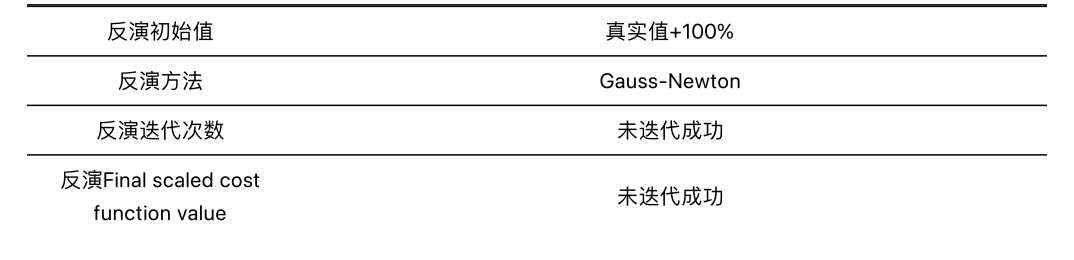 反演初始值 真实值+100%
反演方法 Gauss-Newton
反演迭代次数 未迭代成功
反演Final scaled cost
function value 未迭代成功